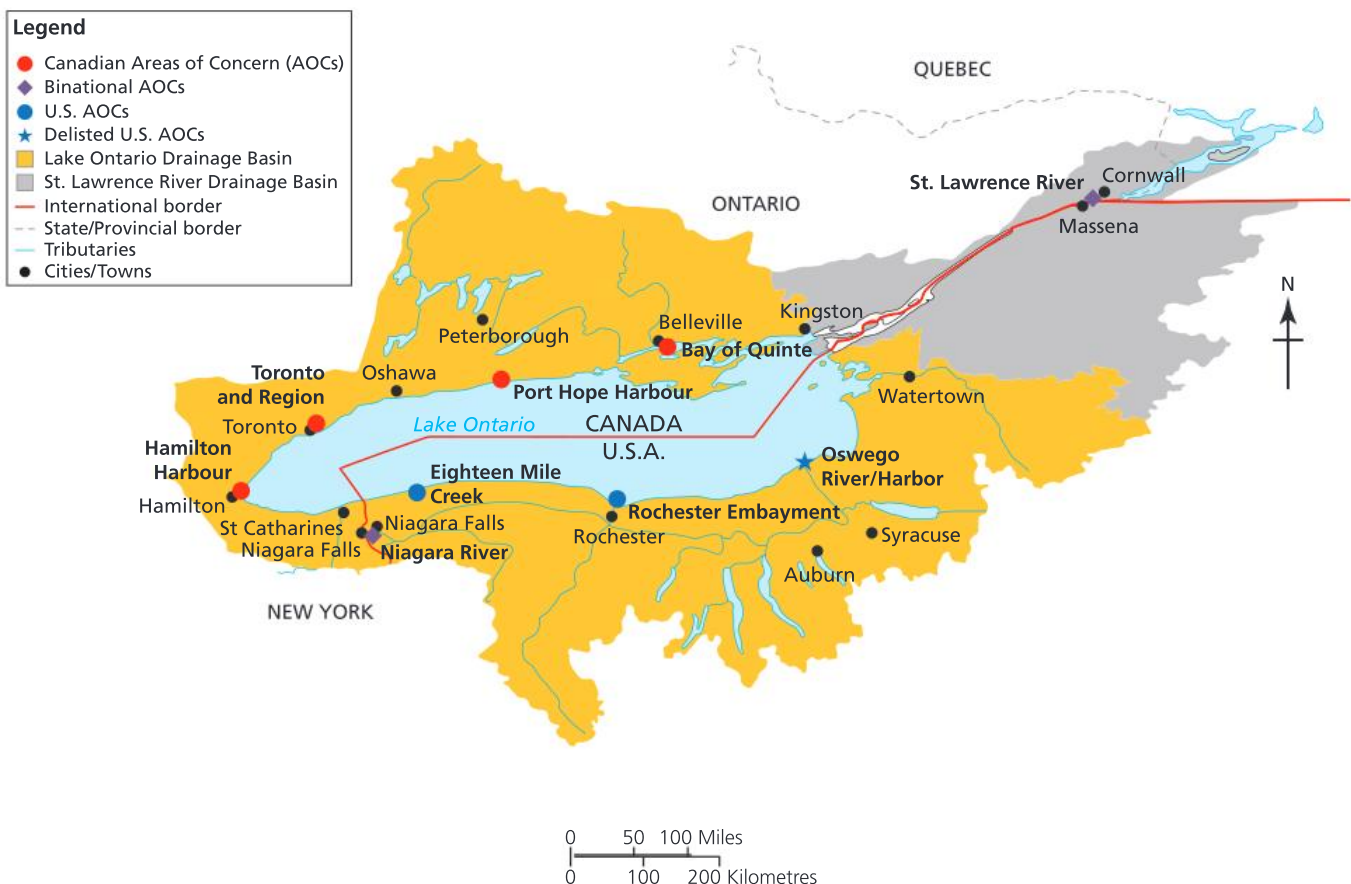 Legend
Canadian Areas of Concern (AOCs)
Binational AOCs
U.S. AOCs
Delisted U.S. AOCs
Lake Ontario Drainage Basin
St. Lawrence River Drainage Basin
International border
State/Provincial border
Tributaries
Cities/Towns
QUEBEC
ONTARIO
St. Lawrence River
Cornwall
Massena
N
Kingston
Belleville
Bay of Quinte
Peterborough
Oshawa
Toronto
and Region
Toronto
Port Hope Harbour
Watertown
Lake Ontario
CANADA
U.S.A.
Hamilton
Harbour
Hamilton
Eighteen Mile
Creek
Oswego
River/Harbor
Rochester Embayment
Rochester
St Catharines
Niagara Falls
Niagara Falls
Niagara River
Syracuse
Auburn
NEW YORK
0 50 100 Miles
0 100 200 Kilometres